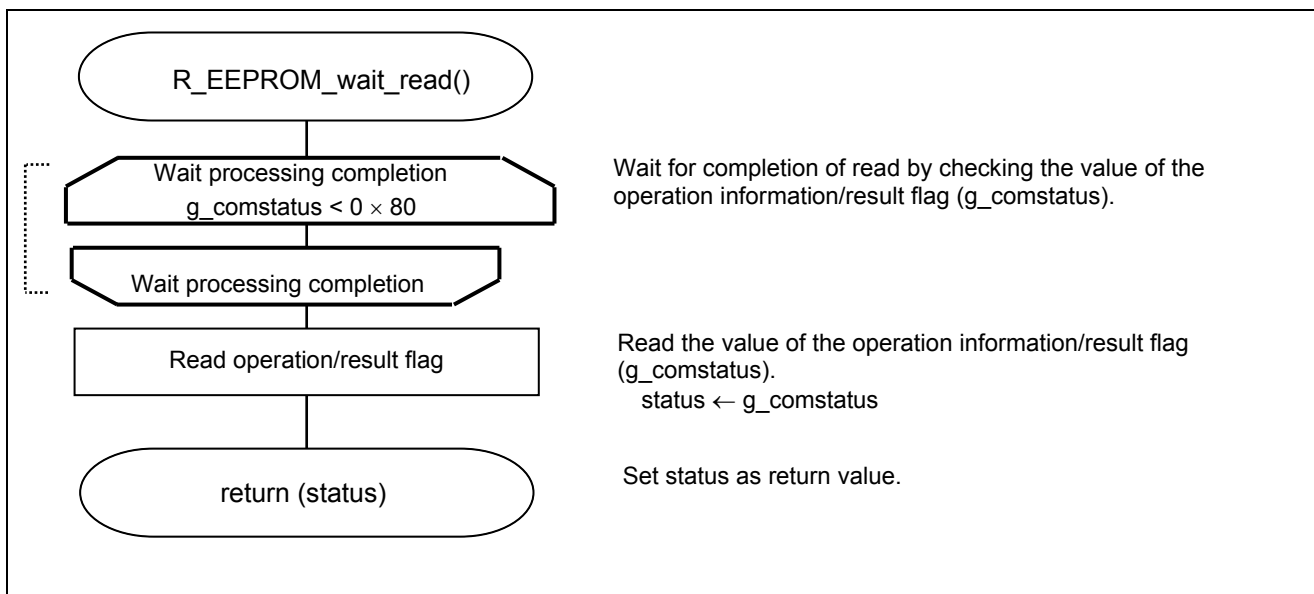 R_EEPROM_wait_read()
Wait processing completion
g_comstatus < 0 × 80
Wait for completion of read by checking the value of the
operation information/result flag (g_comstatus).
Wait processing completion
Read operation/result flag
Read the value of the operation information/result flag
(g_comstatus).
status ← g_comstatus
return (status)
Set status as return value.